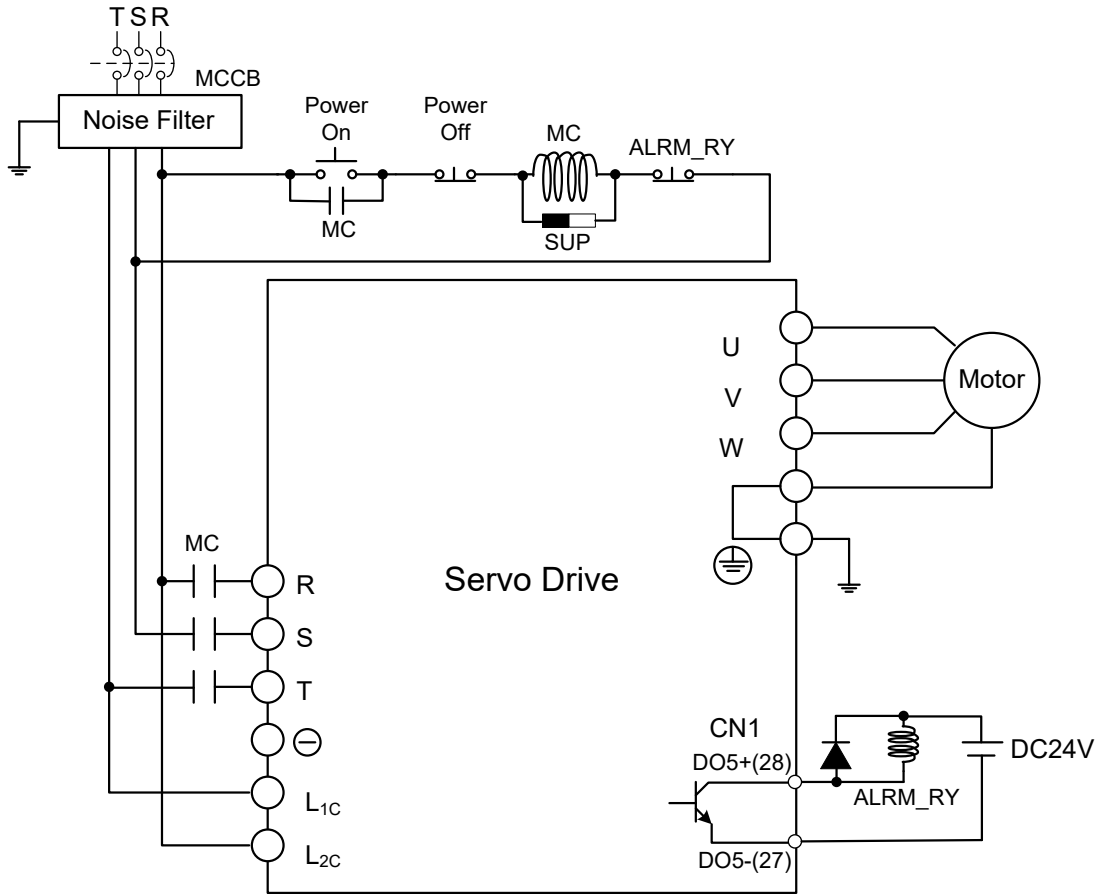 T S R
MCCB
Noise Filter
Power
On
Power
Off
MC
ALRM_RY
MC
SUP
U
V
W
Motor
MC
R
S
T
Servo Drive
L1C
L2C
CN1
DO5+(28)
DO5-(27)
ALRM_RY
DC24V